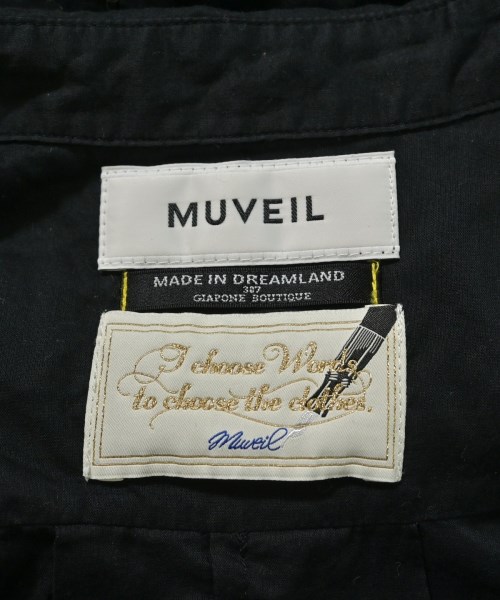 MUVEIL
MADE IN DREAMLAND
387
GIAPONE BOUTIQUE
I choose Words
to choose the clothes.
Muveil